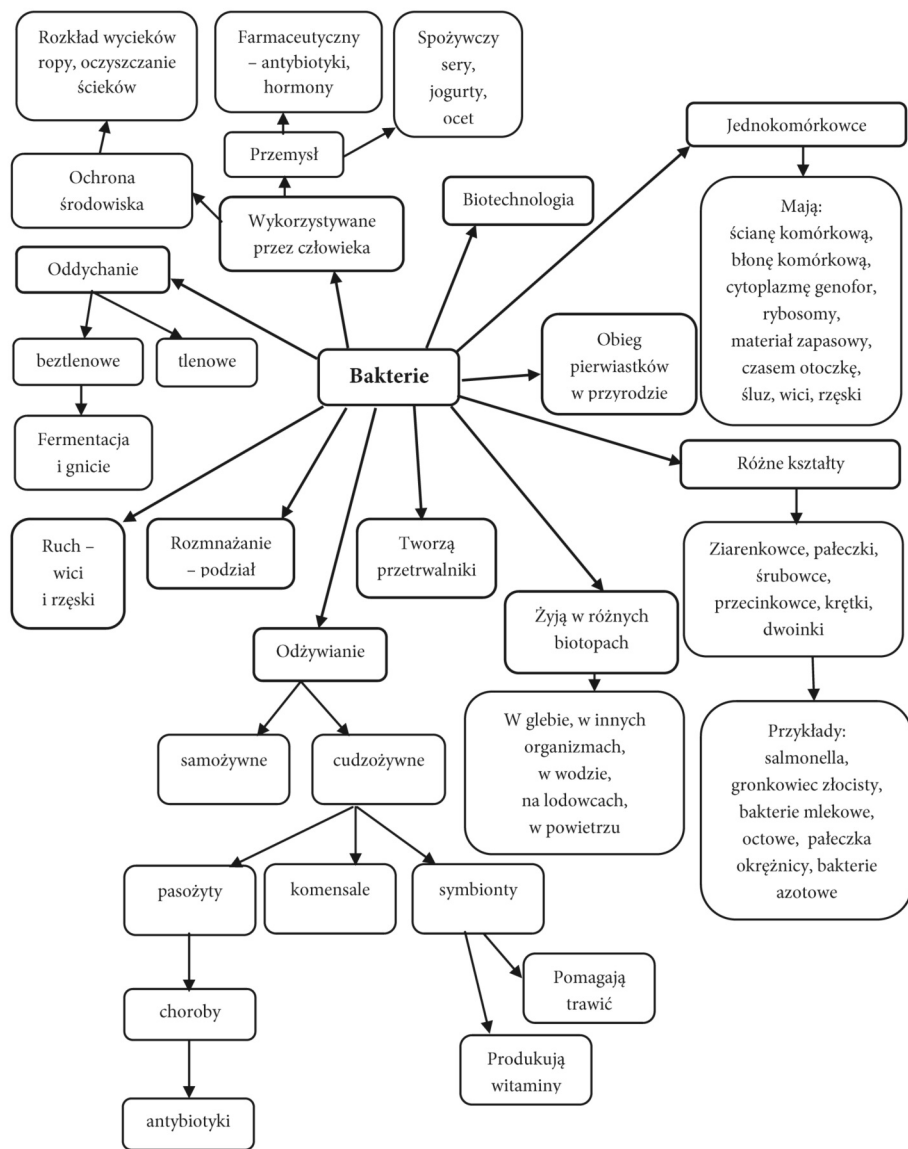 Rozkład wycieków
ropy, oczyszczanie
ścieków
Farmaceutyczny
– antybiotyki,
hormony
Spożywczy
sery,
jogurty,
ocet
Jednokomórkowce
Przemysł
Ochrona
środowiska
Wykorzystywane
przez człowieka
Biotechnologia
Mają:
ścianę komórkową,
błonę komórkową,
cytoplazmę genofor,
rybosomy,
materiał zapasowy,
czasem otoczkę,
śluz, wici, rzęski
Oddychanie
beztlenowe
tlenowe
Fermentacja
i gnicie
Bakterie
Obieg
pierwiastków
w przyrodzie
Różne kształty
Ziarenkowce, pałeczki,
śrubowce,
przecinkowce, krętki,
dwoinki
Przykłady:
salmonella,
gronkowiec złocisty,
bakterie mlekowe,
octowe, pałeczka
okrężnicy, bakterie
azotowe
Ruch –
wici
i rzęski
Rozmnażanie
– podział
Tworzą
przetrwalniki
Żyją w różnych
biotopach
W glebie, w innych
organizmach,
w wodzie,
na lodowcach,
w powietrzu
Odżywianie
samożywne
cudzożywne
pasożyty
komensale
symbionty
choroby
antybiotyki
Pomagają
trawić
Produkują
witaminy